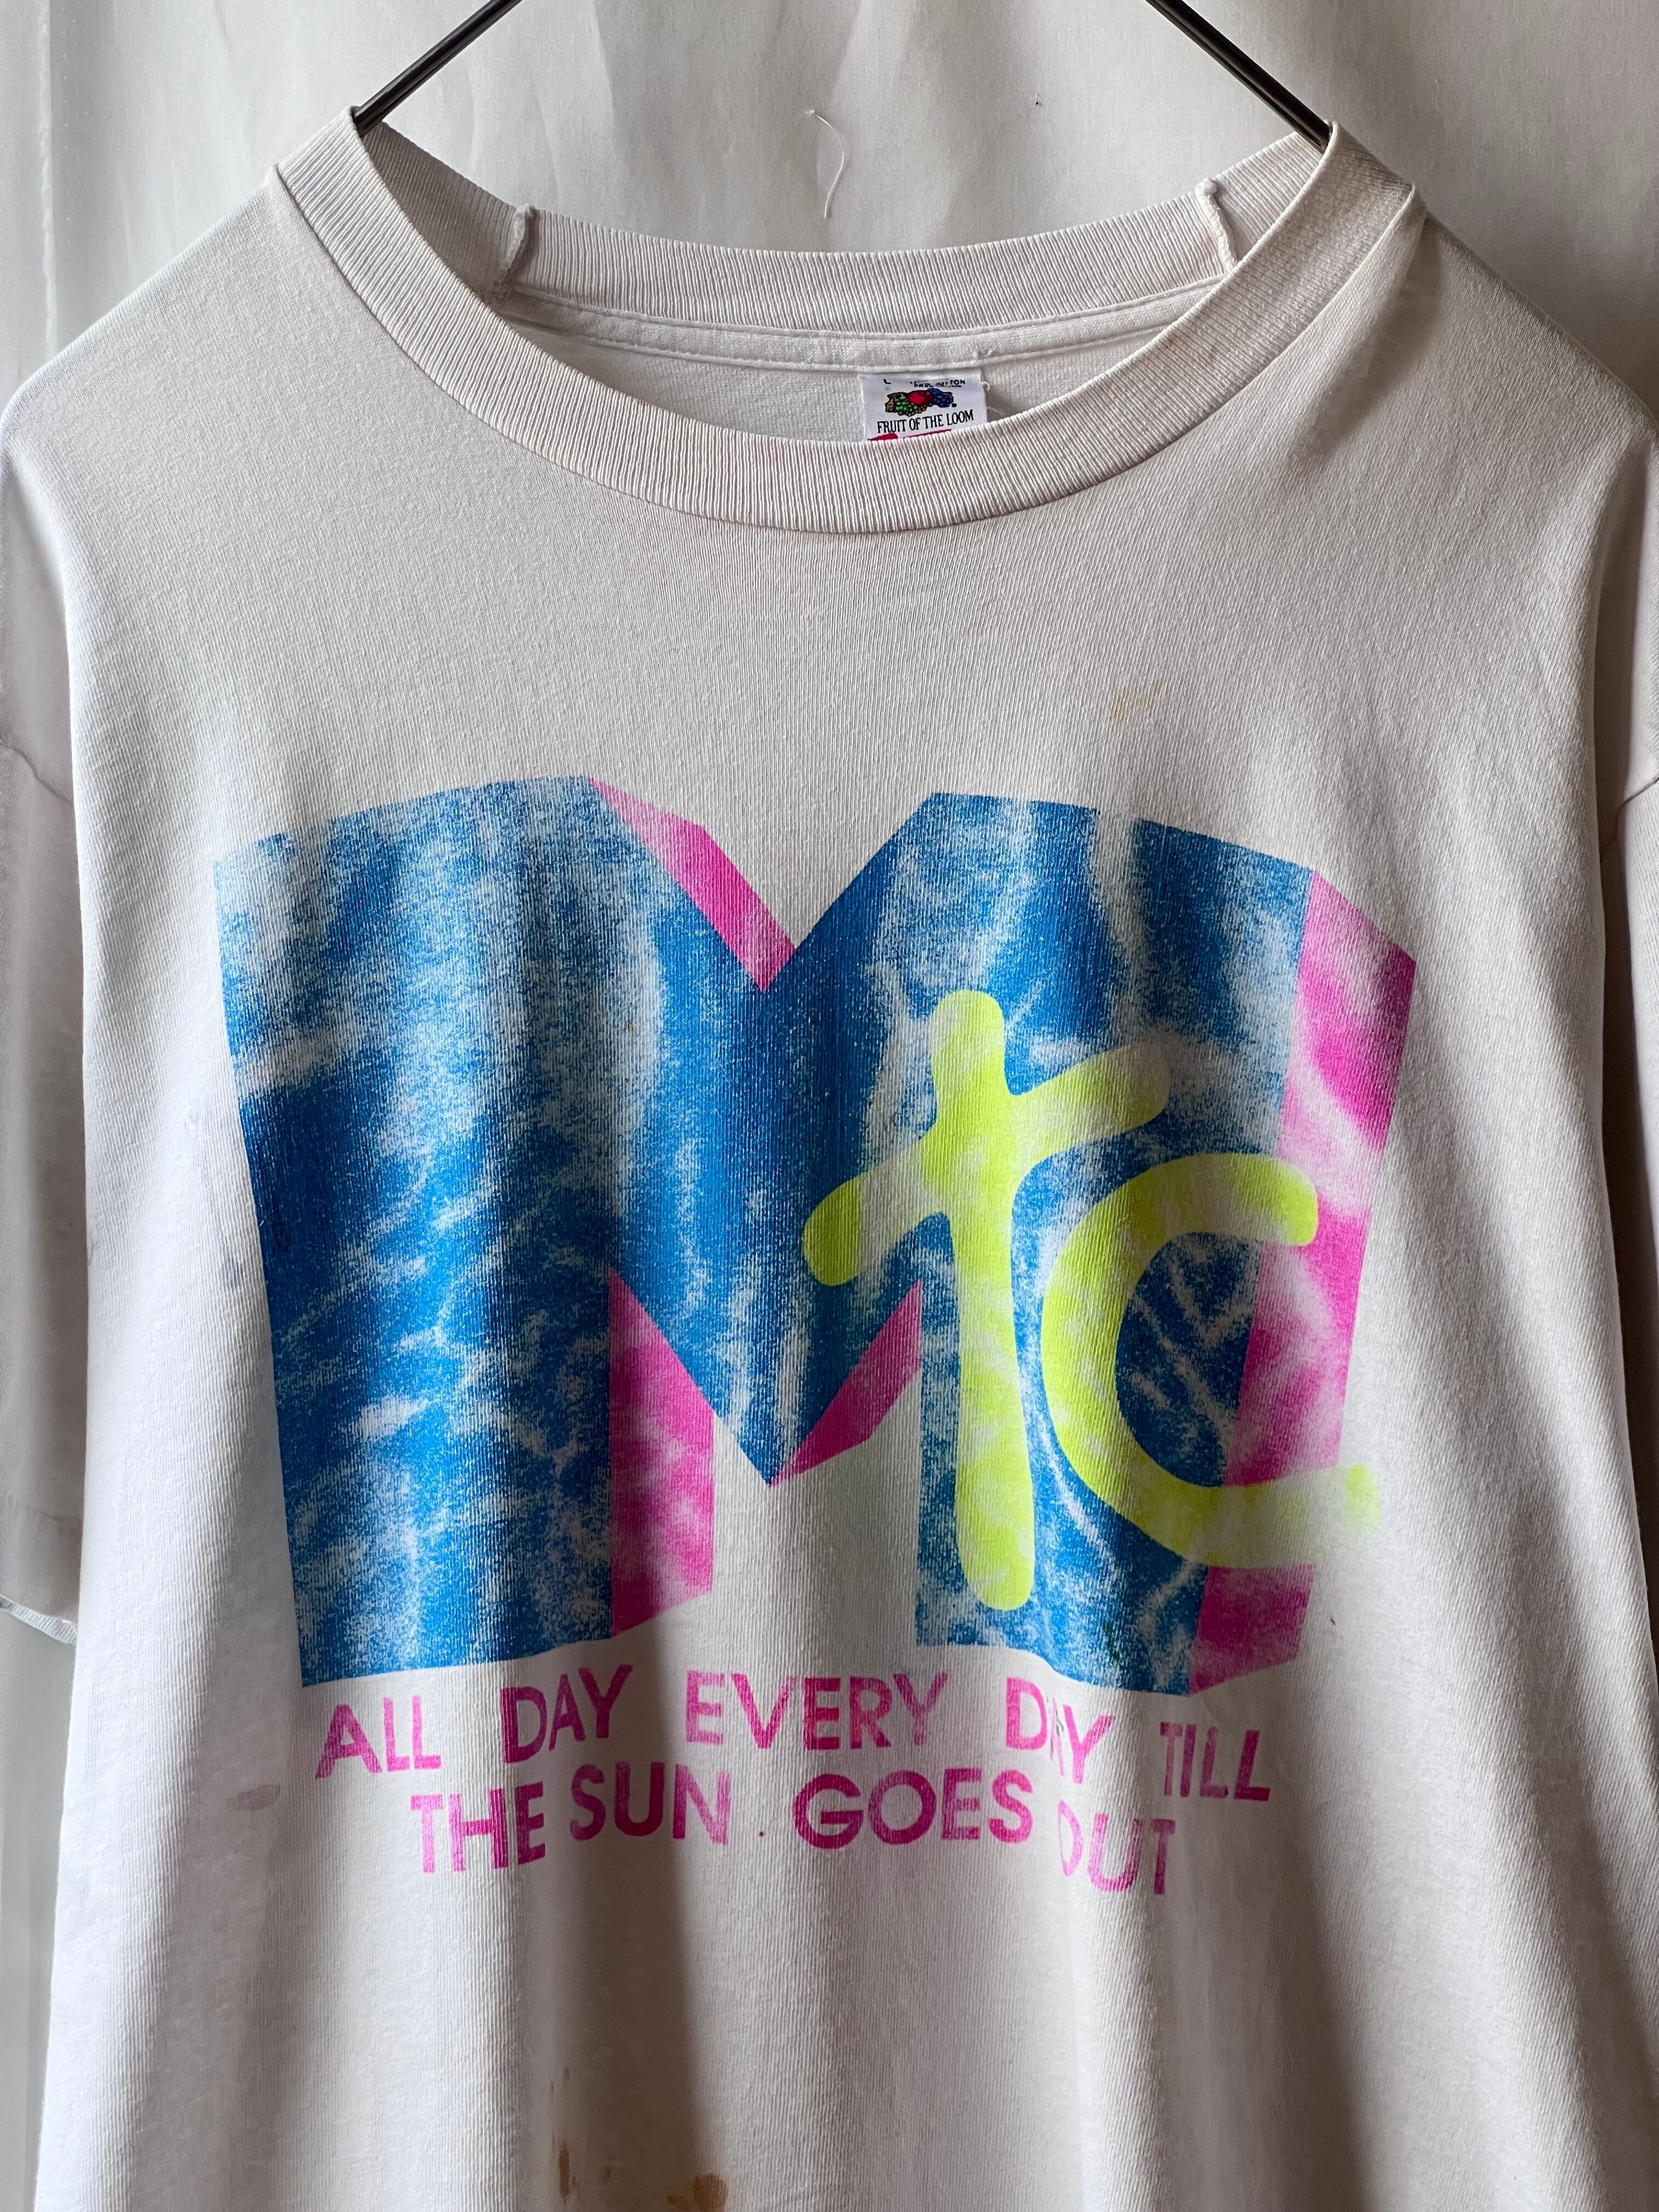 L
FRUIT OF THE LOOM
Mtc
ALL DAY EVERY DAY TILL
THE SUN GOES OUT